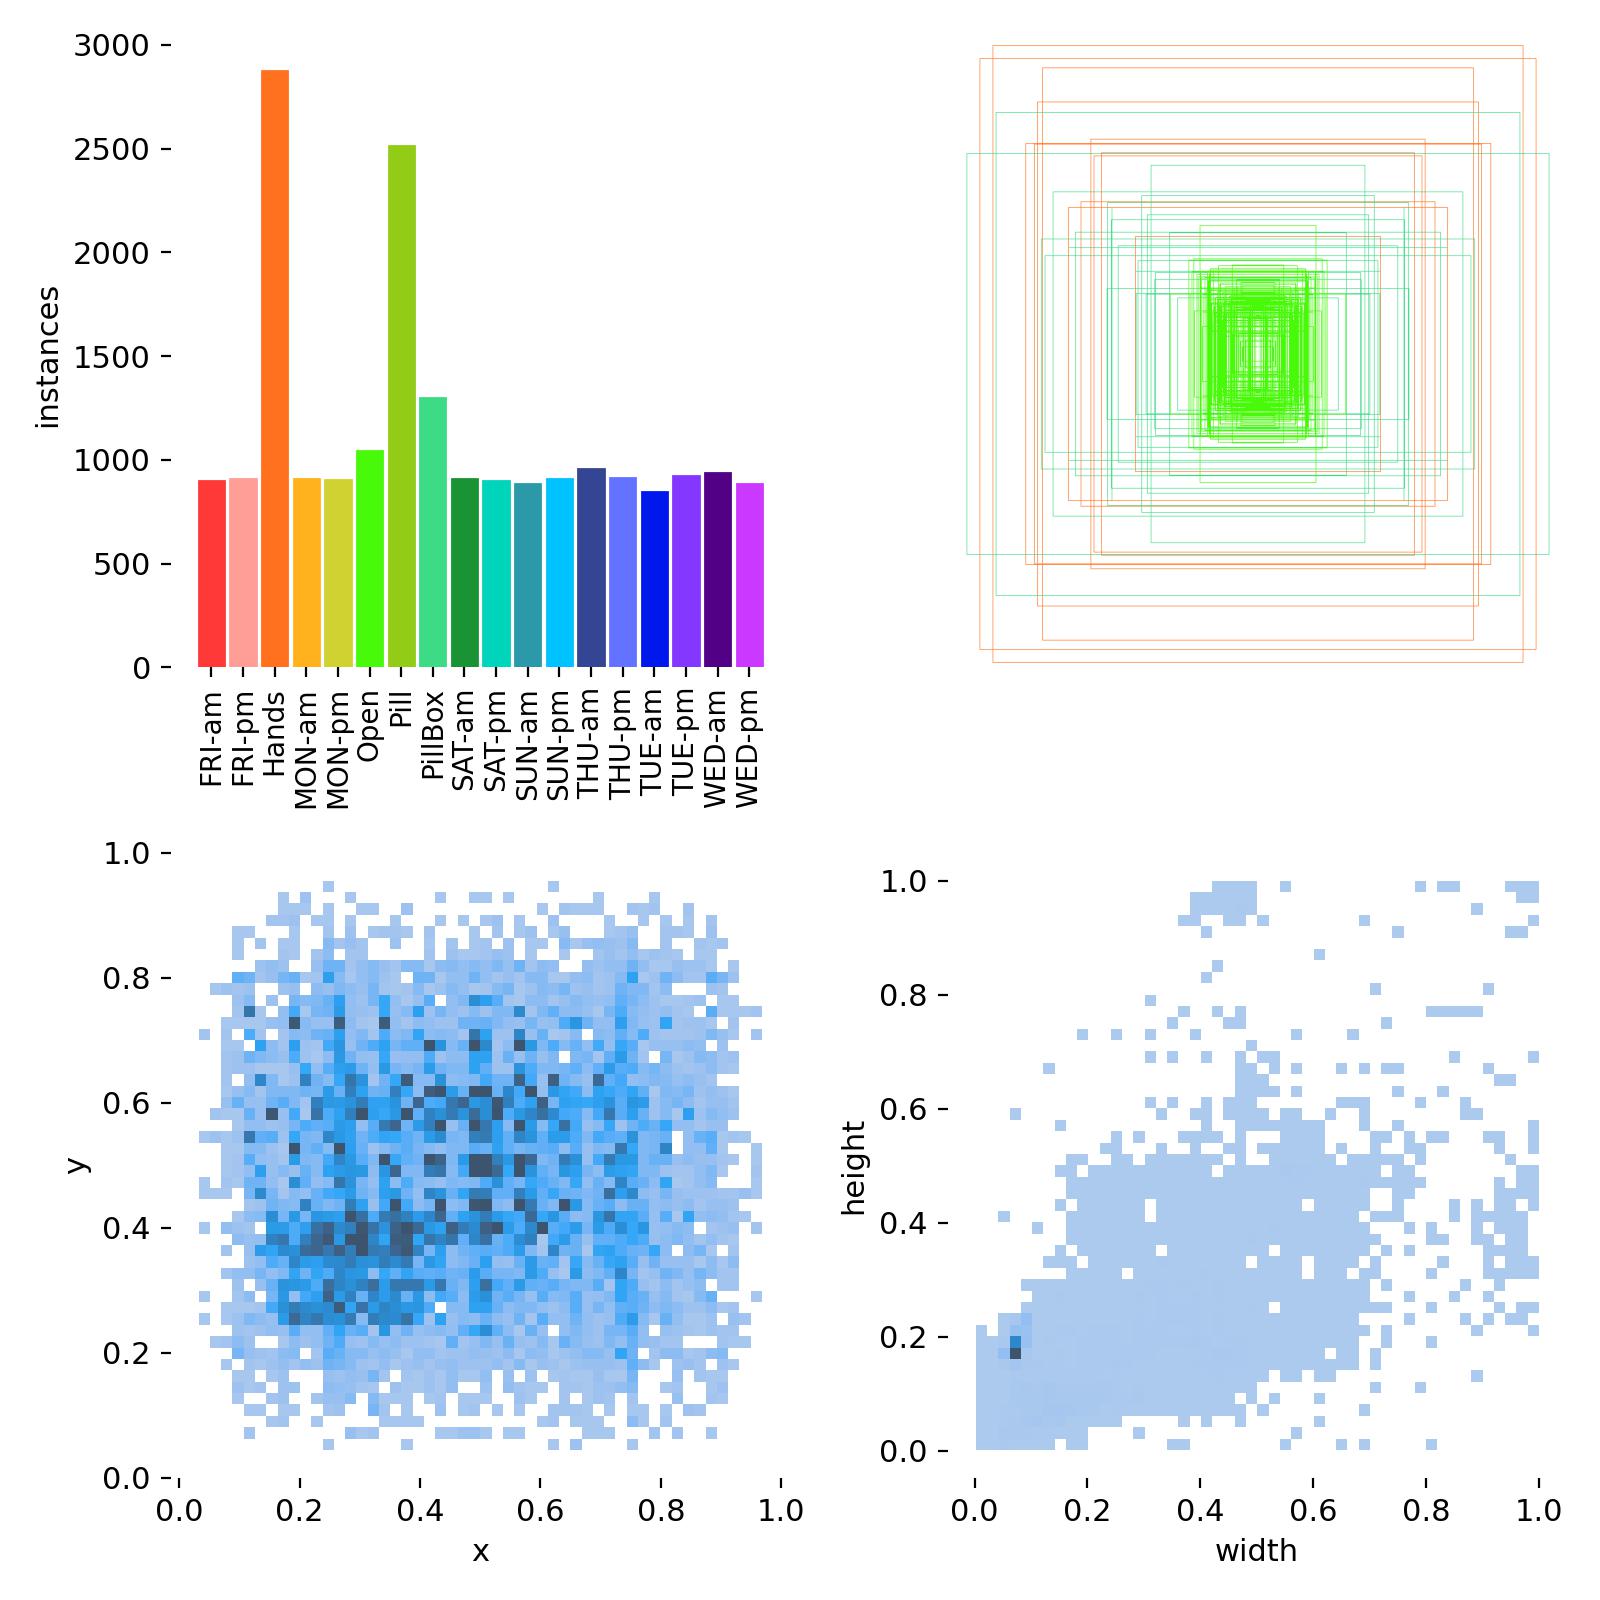 3000
2500
2000
1500
1000
500
0
instances
FRI-am
FRI-pm
Hands
MON-am
MON-pm
Open
Pill
PillBox
SAT-am
SAT-pm
SUN-am
SUN-pm
THU-am
THU-pm
TUE-am
TUE-pm
WED-am
WED-pm
1.0
0.8
0.6
0.4
0.2
0.0
y
0.0 0.2 0.4 0.6 0.8 1.0
x
1.0
0.8
0.6
0.4
0.2
0.0
height
0.0 0.2 0.4 0.6 0.8 1.0
width